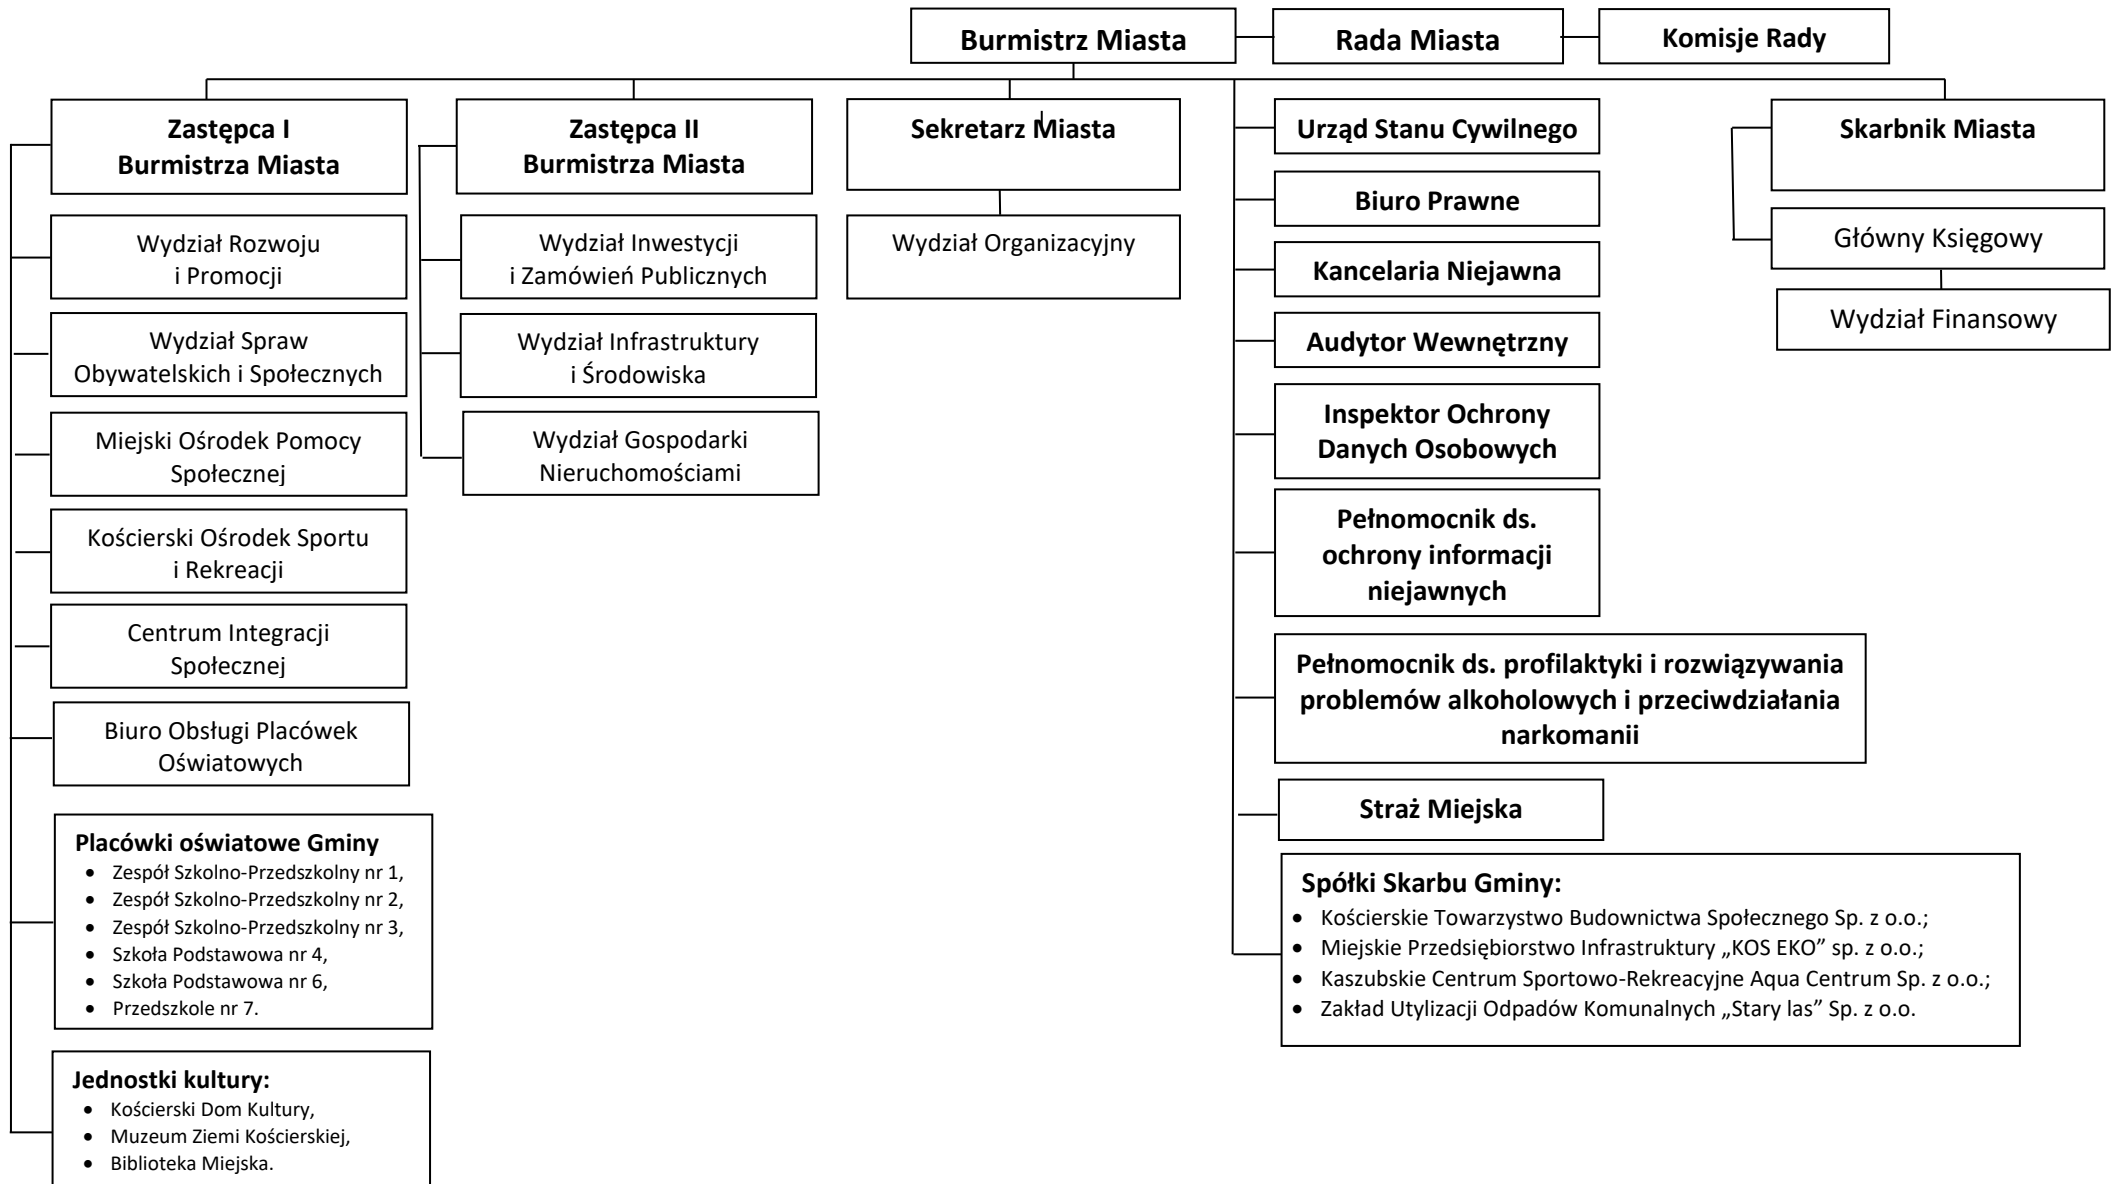 Burmistrz Miasta
Rada Miasta
Komisje Rady
Zastępca I
Burmistrza Miasta
Wydział Rozwoju
i Promocji
Wydział Spraw
Obywatelskich i Społecznych
Miejski Ośrodek Pomocy
Społecznej
Kościerski Ośrodek Sportu
i Rekreacji
Centrum Integracji
Społecznej
Biuro Obsługi Placówek
Oświatowych
Placówki oświatowe Gminy
• Zespół Szkolno-Przedszkolny nr 1,
• Zespół Szkolno-Przedszkolny nr 2,
• Zespół Szkolno-Przedszkolny nr 3,
• Szkoła Podstawowa nr 4,
• Szkoła Podstawowa nr 6,
• Przedszkole nr 7.
Jednostki kultury:
• Kościerski Dom Kultury,
• Muzeum Ziemi Kościerskiej,
• Biblioteka Miejska.
Zastępca II
Burmistrza Miasta
Wydział Inwestycji
i Zamówień Publicznych
Wydział Infrastruktury
i Środowiska
Wydział Gospodarki
Nieruchomościami
Sekretarz Miasta
Wydział Organizacyjny
Urząd Stanu Cywilnego
Biuro Prawne
Kancelaria Niejawna
Audytor Wewnętrzny
Inspektor Ochrony
Danych Osobowych
Pełnomocnik ds.
ochrony informacji
niejawnych
Pełnomocnik ds. profilaktyki i rozwiązywania
problemów alkoholowych i przeciwdziałania
narkomanii
Straż Miejska
Spółki Skarbu Gminy:
• Kościerskie Towarzystwo Budownictwa Społecznego Sp. z o.o.;
• Miejskie Przedsiębiorstwo Infrastruktury „KOS EKO” sp. z o.o.;
• Kaszubskie Centrum Sportowo-Rekreacyjne Aqua Centrum Sp. z o.o.;
• Zakład Utylizacji Odpadów Komunalnych „Stary las” Sp. z o.o.
Skarbnik Miasta
Główny Księgowy
Wydział Finansowy